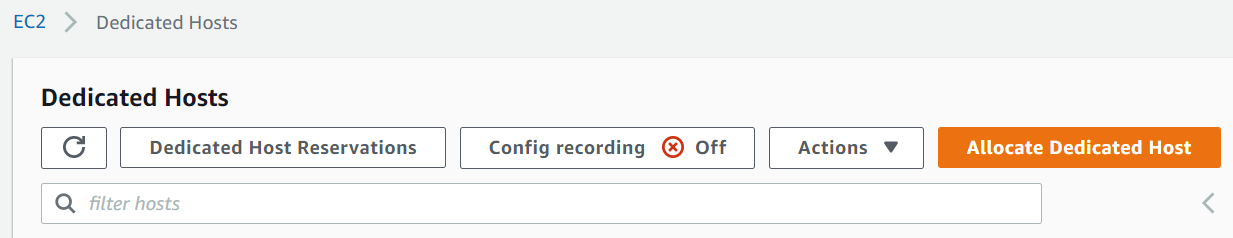 EC2 Dedicated Hosts
Dedicated Hosts
Dedicated Host Reservations Config recording Off Actions Allocate Dedicated Host
filter hosts